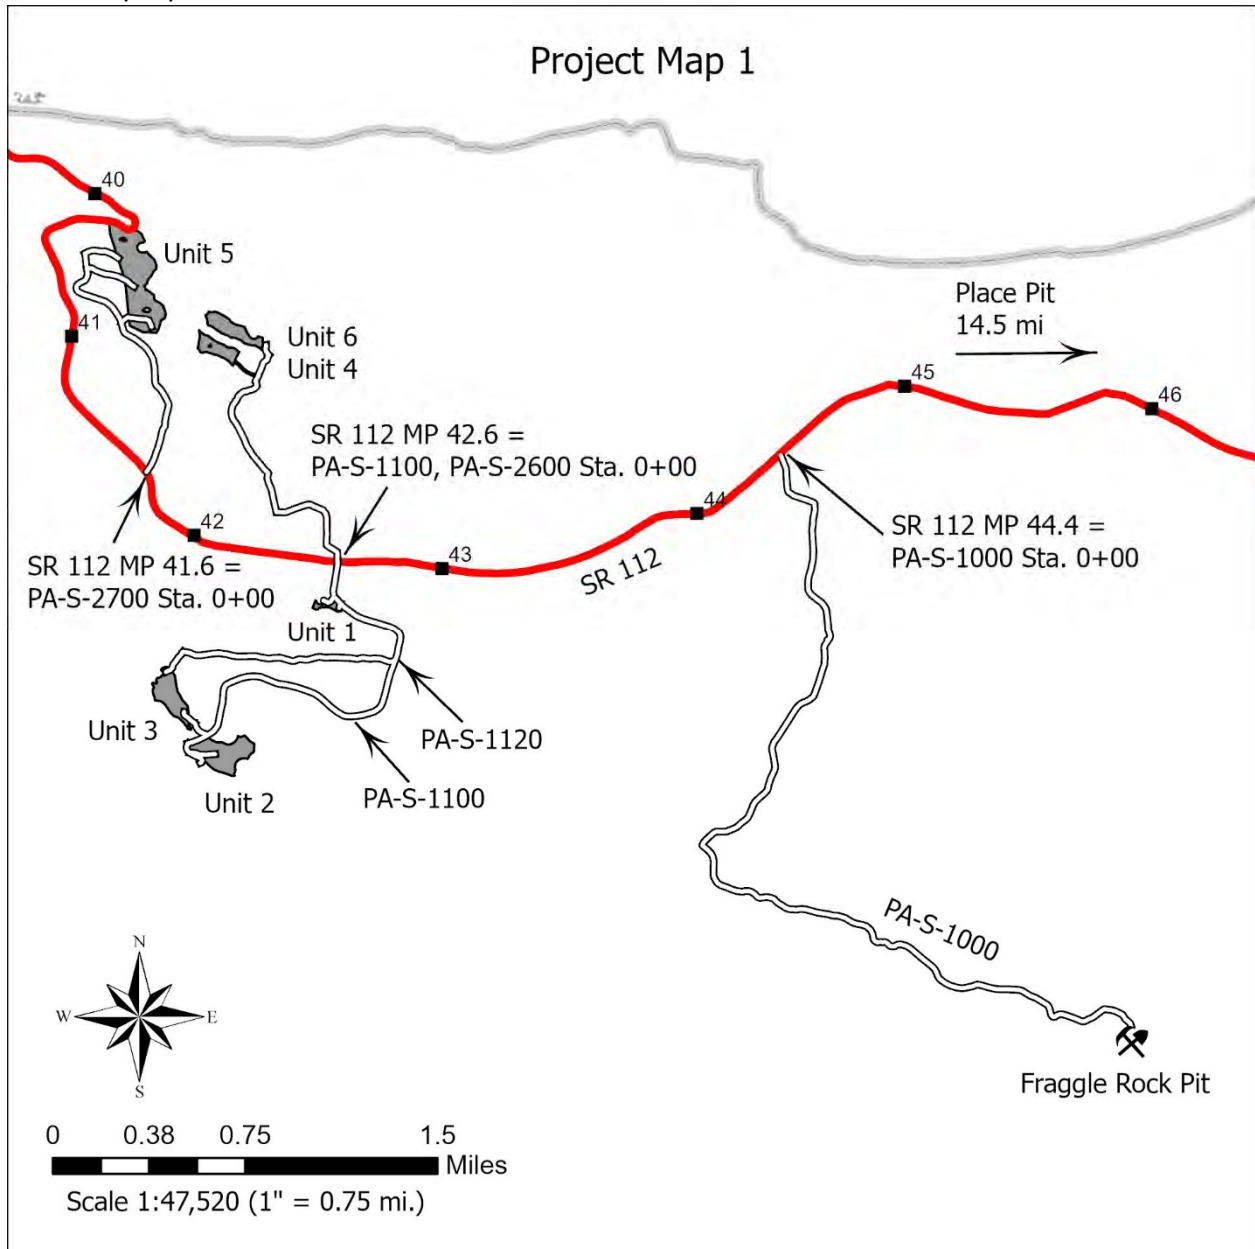 Project Map 1
40
Unit 5
41
Unit 6
Unit 4
Place Pit
14.5 mi
45
46
SR 112 MP 42.6 =
PA-S-1100, PA-S-2600 Sta. 0+00
42
43
44
SR 112
SR 112 MP 44.4 =
PA-S-1000 Sta. 0+00
SR 112 MP 41.6 =
PA-S-2700 Sta. 0+00
Unit 1
Unit 3
PA-S-1120
Unit 2
PA-S-1100
PA-S-1000
N
W
E
S
Fraggle Rock Pit
0 0.38 0.75 1.5
Miles
Scale 1:47,520 (1" = 0.75 mi.)